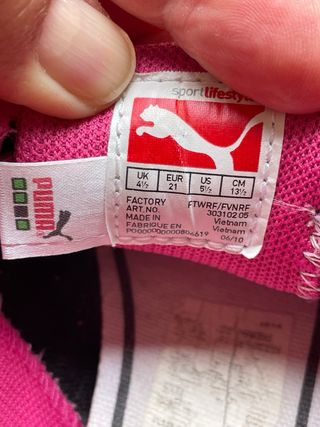 sportlifestyle
UK EUR US CM
4½ 21 5½ 13½
FACTORY FTWRF/FVNRF
ART. NO. 303102 05
MADE IN Vietnam
FABRIQUE EN Vietnam
06/10
PUMA